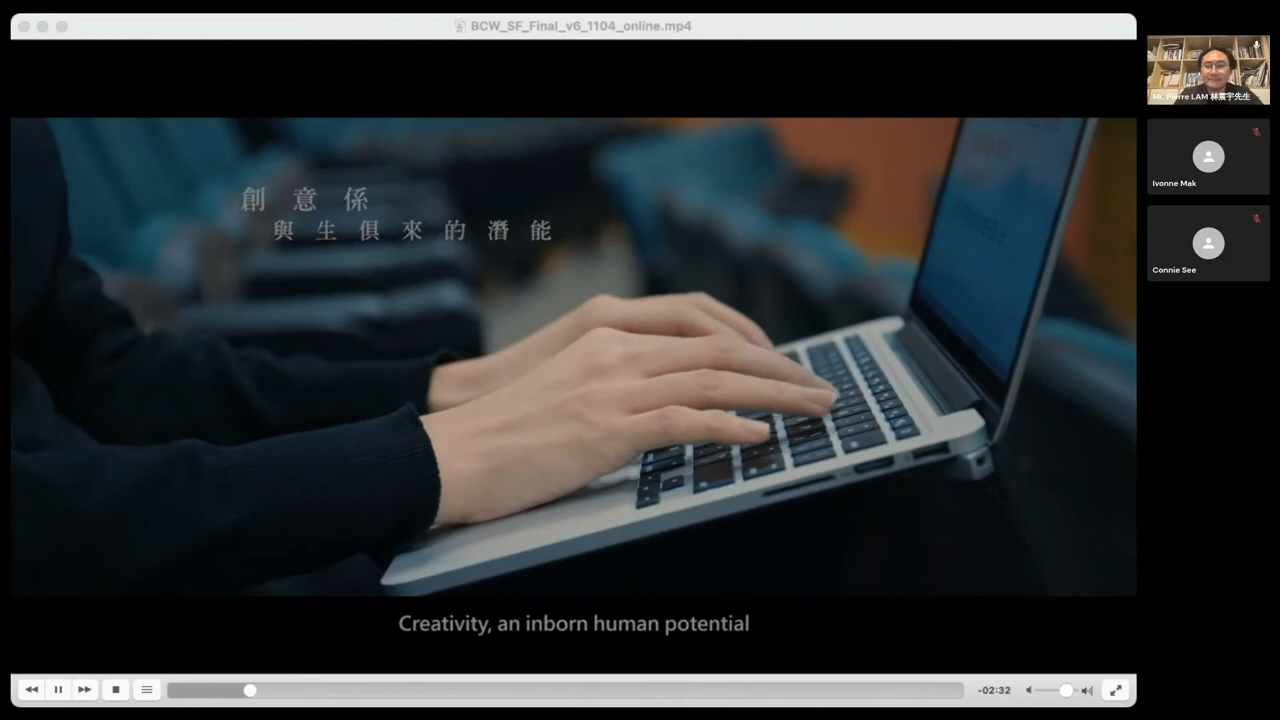 BCW_SF_Final_v6_1104_online.mp4
創意係
與生俱來的潛能
Creativity, an inborn human potential
-02:32
Mr. Pierre LAM 林震宇先生
Ivonne Mak
Connie See